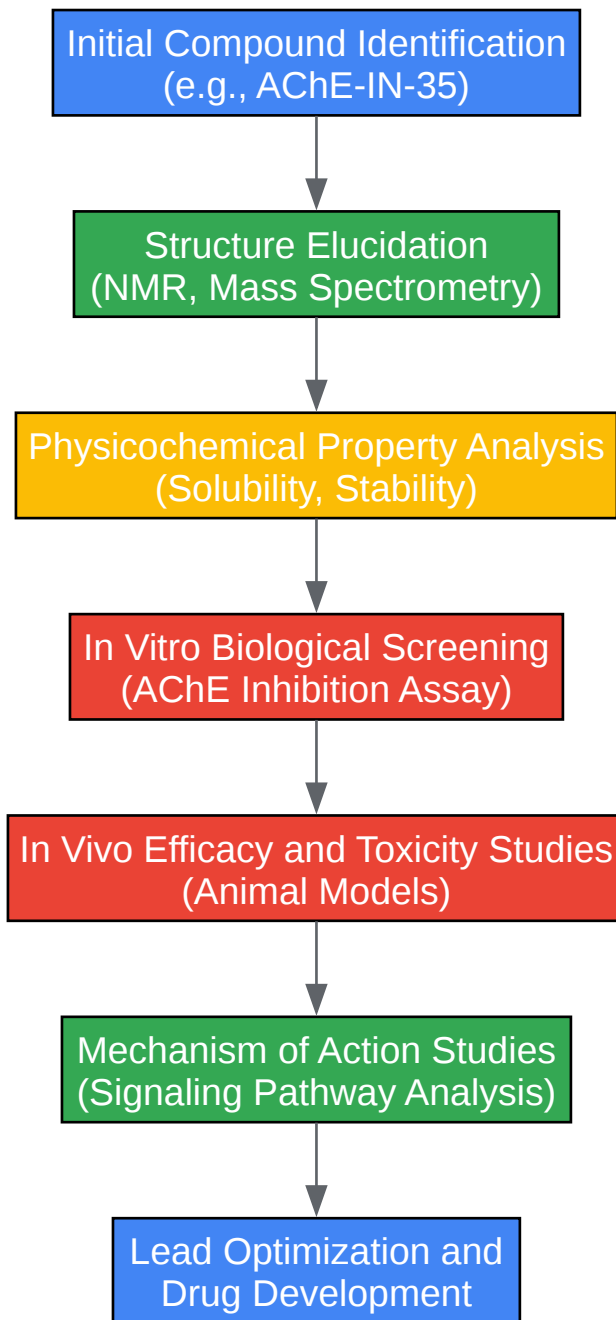 Initial Compound Identification
(e.g., AChE-IN-35)
Structure Elucidation
(NMR, Mass Spectrometry)
Physicochemical Property Analysis
(Solubility, Stability)
In Vitro Biological Screening
(AChE Inhibition Assay)
In Vivo Efficacy and Toxicity Studies
(Animal Models)
Mechanism of Action Studies
(Signaling Pathway Analysis)
Lead Optimization and
Drug Development